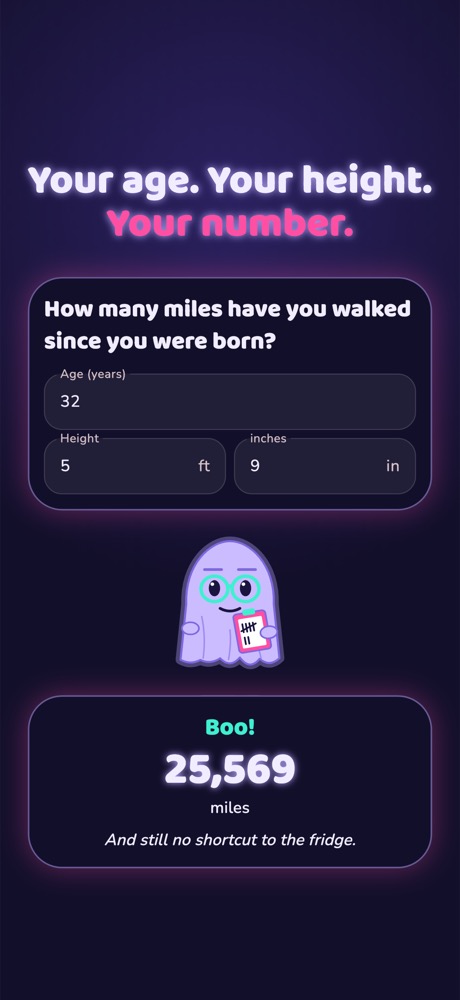 Your age. Your height.
Your number.
How many miles have you walked
since you were born?
Age (years)
32
Height
5 ft
inches
9 in
Boo!
25,569
miles
And still no shortcut to the fridge.